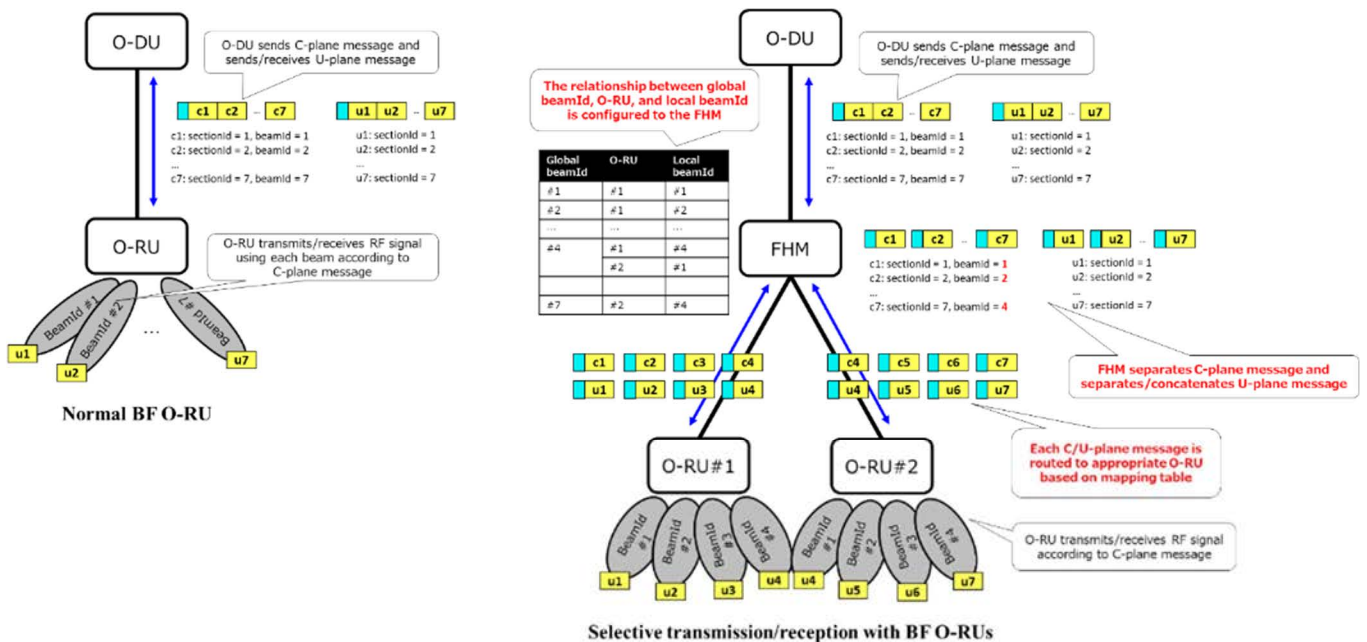 O-DU
O-DU sends C-plane message and
sends/receives U-plane message
c1 c2 .. c7
u1 u2 .. u7
c1: sectionId = 1, beamId = 1
c2: sectionId = 2, beamId = 2
...
c7: sectionId = 7, beamId = 7
u1: sectionId = 1
u2: sectionId = 2
...
u7: sectionId = 7
O-RU
O-RU transmits/receives RF signal
using each beam according to
C-plane message
BeamId #1
BeamId #2
...
BeamId #7
u1
u2
u7
Normal BF O-RU
O-DU
O-DU sends C-plane message and
sends/receives U-plane message
The relationship between global
beamId, O-RU, and local beamId
is configured to the FHM
c1 c2 .. c7
u1 u2 .. u7
c1: sectionId = 1, beamId = 1
c2: sectionId = 2, beamId = 2
...
c7: sectionId = 7, beamId = 7
u1: sectionId = 1
u2: sectionId = 2
...
u7: sectionId = 7
Global beamId O-RU Local beamId
#1 #1 #1
#2 #1 #2
... ... ...
#4 #1 #4
#2 #1
#7 #2 #4
FHM
c1 c2 .. c7
u1 u2 .. u7
c1: sectionId = 1, beamId = 1
c2: sectionId = 2, beamId = 2
...
c7: sectionId = 7, beamId = 4
u1: sectionId = 1
u2: sectionId = 2
...
u7: sectionId = 7
FHM separates C-plane message and
separates/concatenates U-plane message
c1 c2 c3 c4
u1 u2 u3 u4
c4 c5 c6 c7
u4 u5 u6 u7
Each C/U-plane message is
routed to appropriate O-RU
based on mapping table
O-RU#1
O-RU#2
BeamId #1
BeamId #2
BeamId #3
BeamId #4
BeamId #1
BeamId #2
BeamId #3
BeamId #4
O-RU transmits/receives RF signal
according to C-plane message
u1 u2 u3 u4 u4 u5 u6 u7
Selective transmission/reception with BF O-RUs